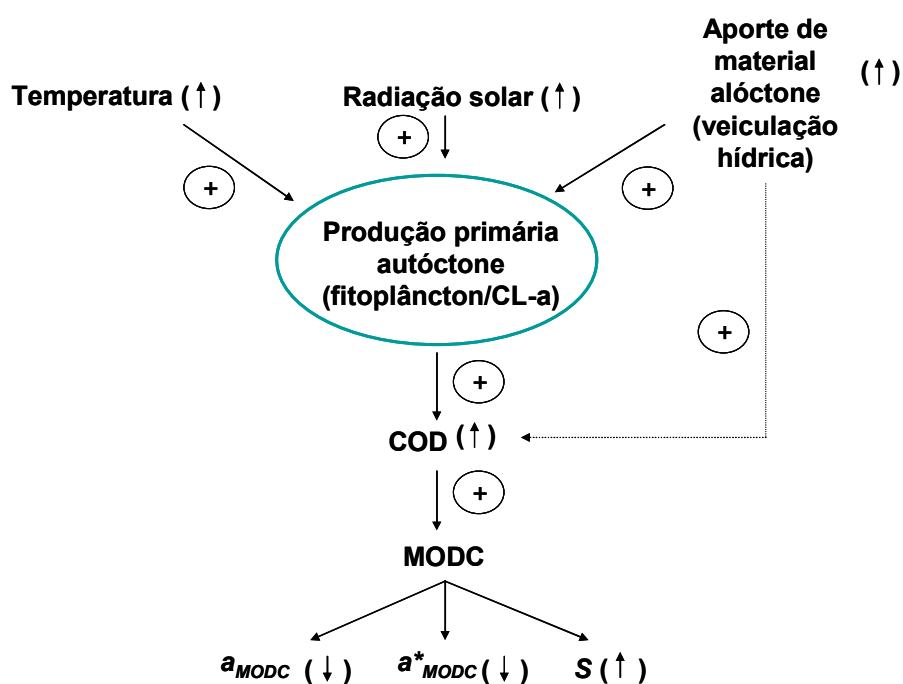 Aporte de
material
alóctone
(veiculação
hídrica)
(↑)
Temperatura (↑)
Radiação solar (↑)
+
+
+
Produção primária
autóctone
(fitoplâncton/CL-a)
+
+
COD (↑)
+
MODC
aMODC (↓) a*MODC (↓) S (↑)